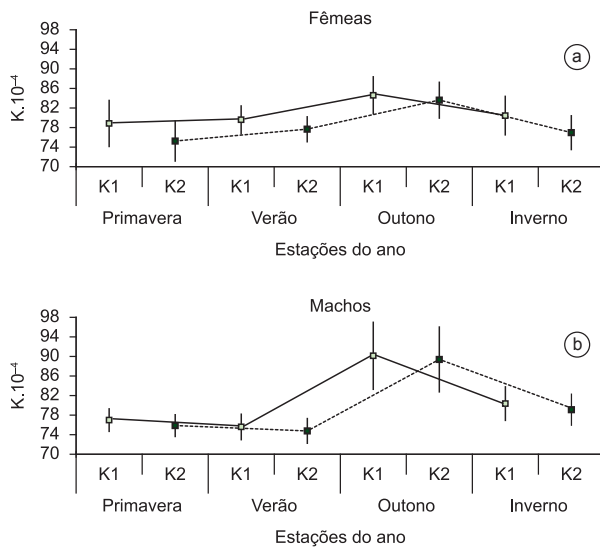 Fêmeas
98
94
90
86
82
78
74
70
K.10⁻⁴
a
K1 K2 K1 K2 K1 K2 K1 K2
Primavera Verão Outono Inverno
Estações do ano
Machos
98
94
90
86
82
78
74
70
K.10⁻⁴
b
K1 K2 K1 K2 K1 K2 K1 K2
Primavera Verão Outono Inverno
Estações do ano